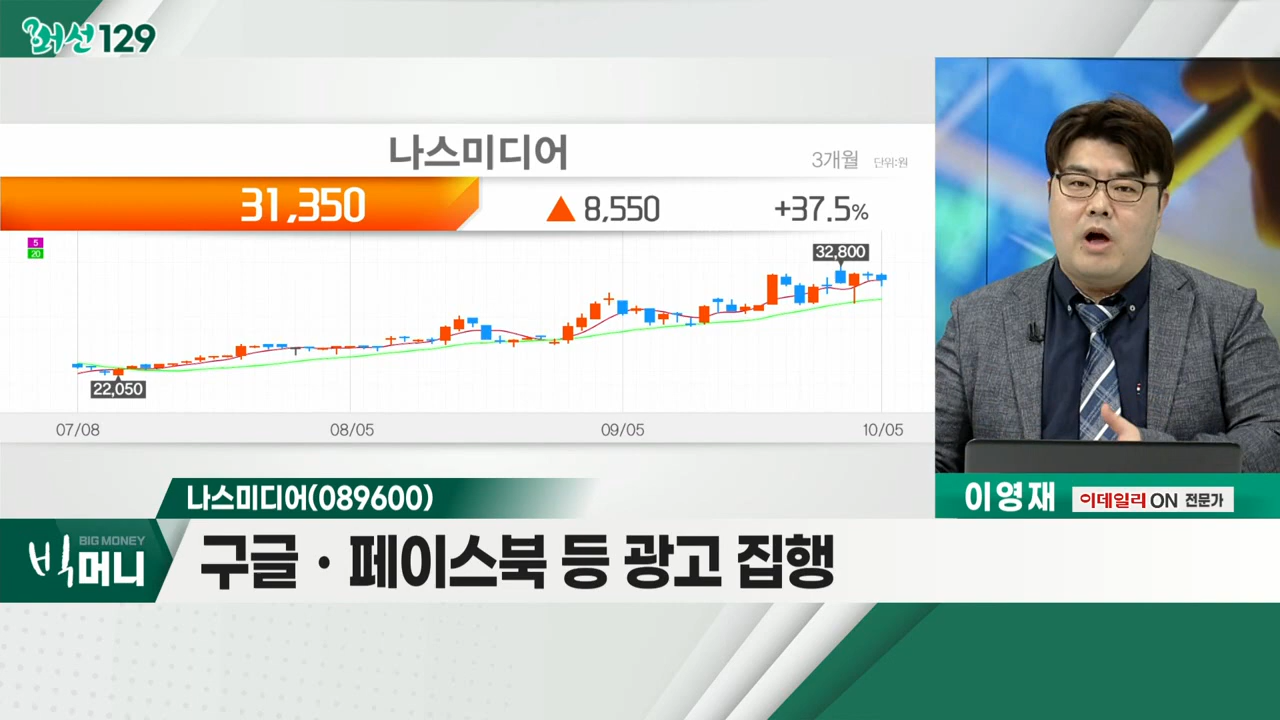 최선129
나스미디어
3개월 단위:원
31,350 ▲ 8,550 +37.5%
5
20
32,800
22,050
07/08 08/05 09/05 10/05
이영재 이데일리ON 전문가
나스미디어(089600)
BIG MONEY
빅머니
구글·페이스북 등 광고 집행